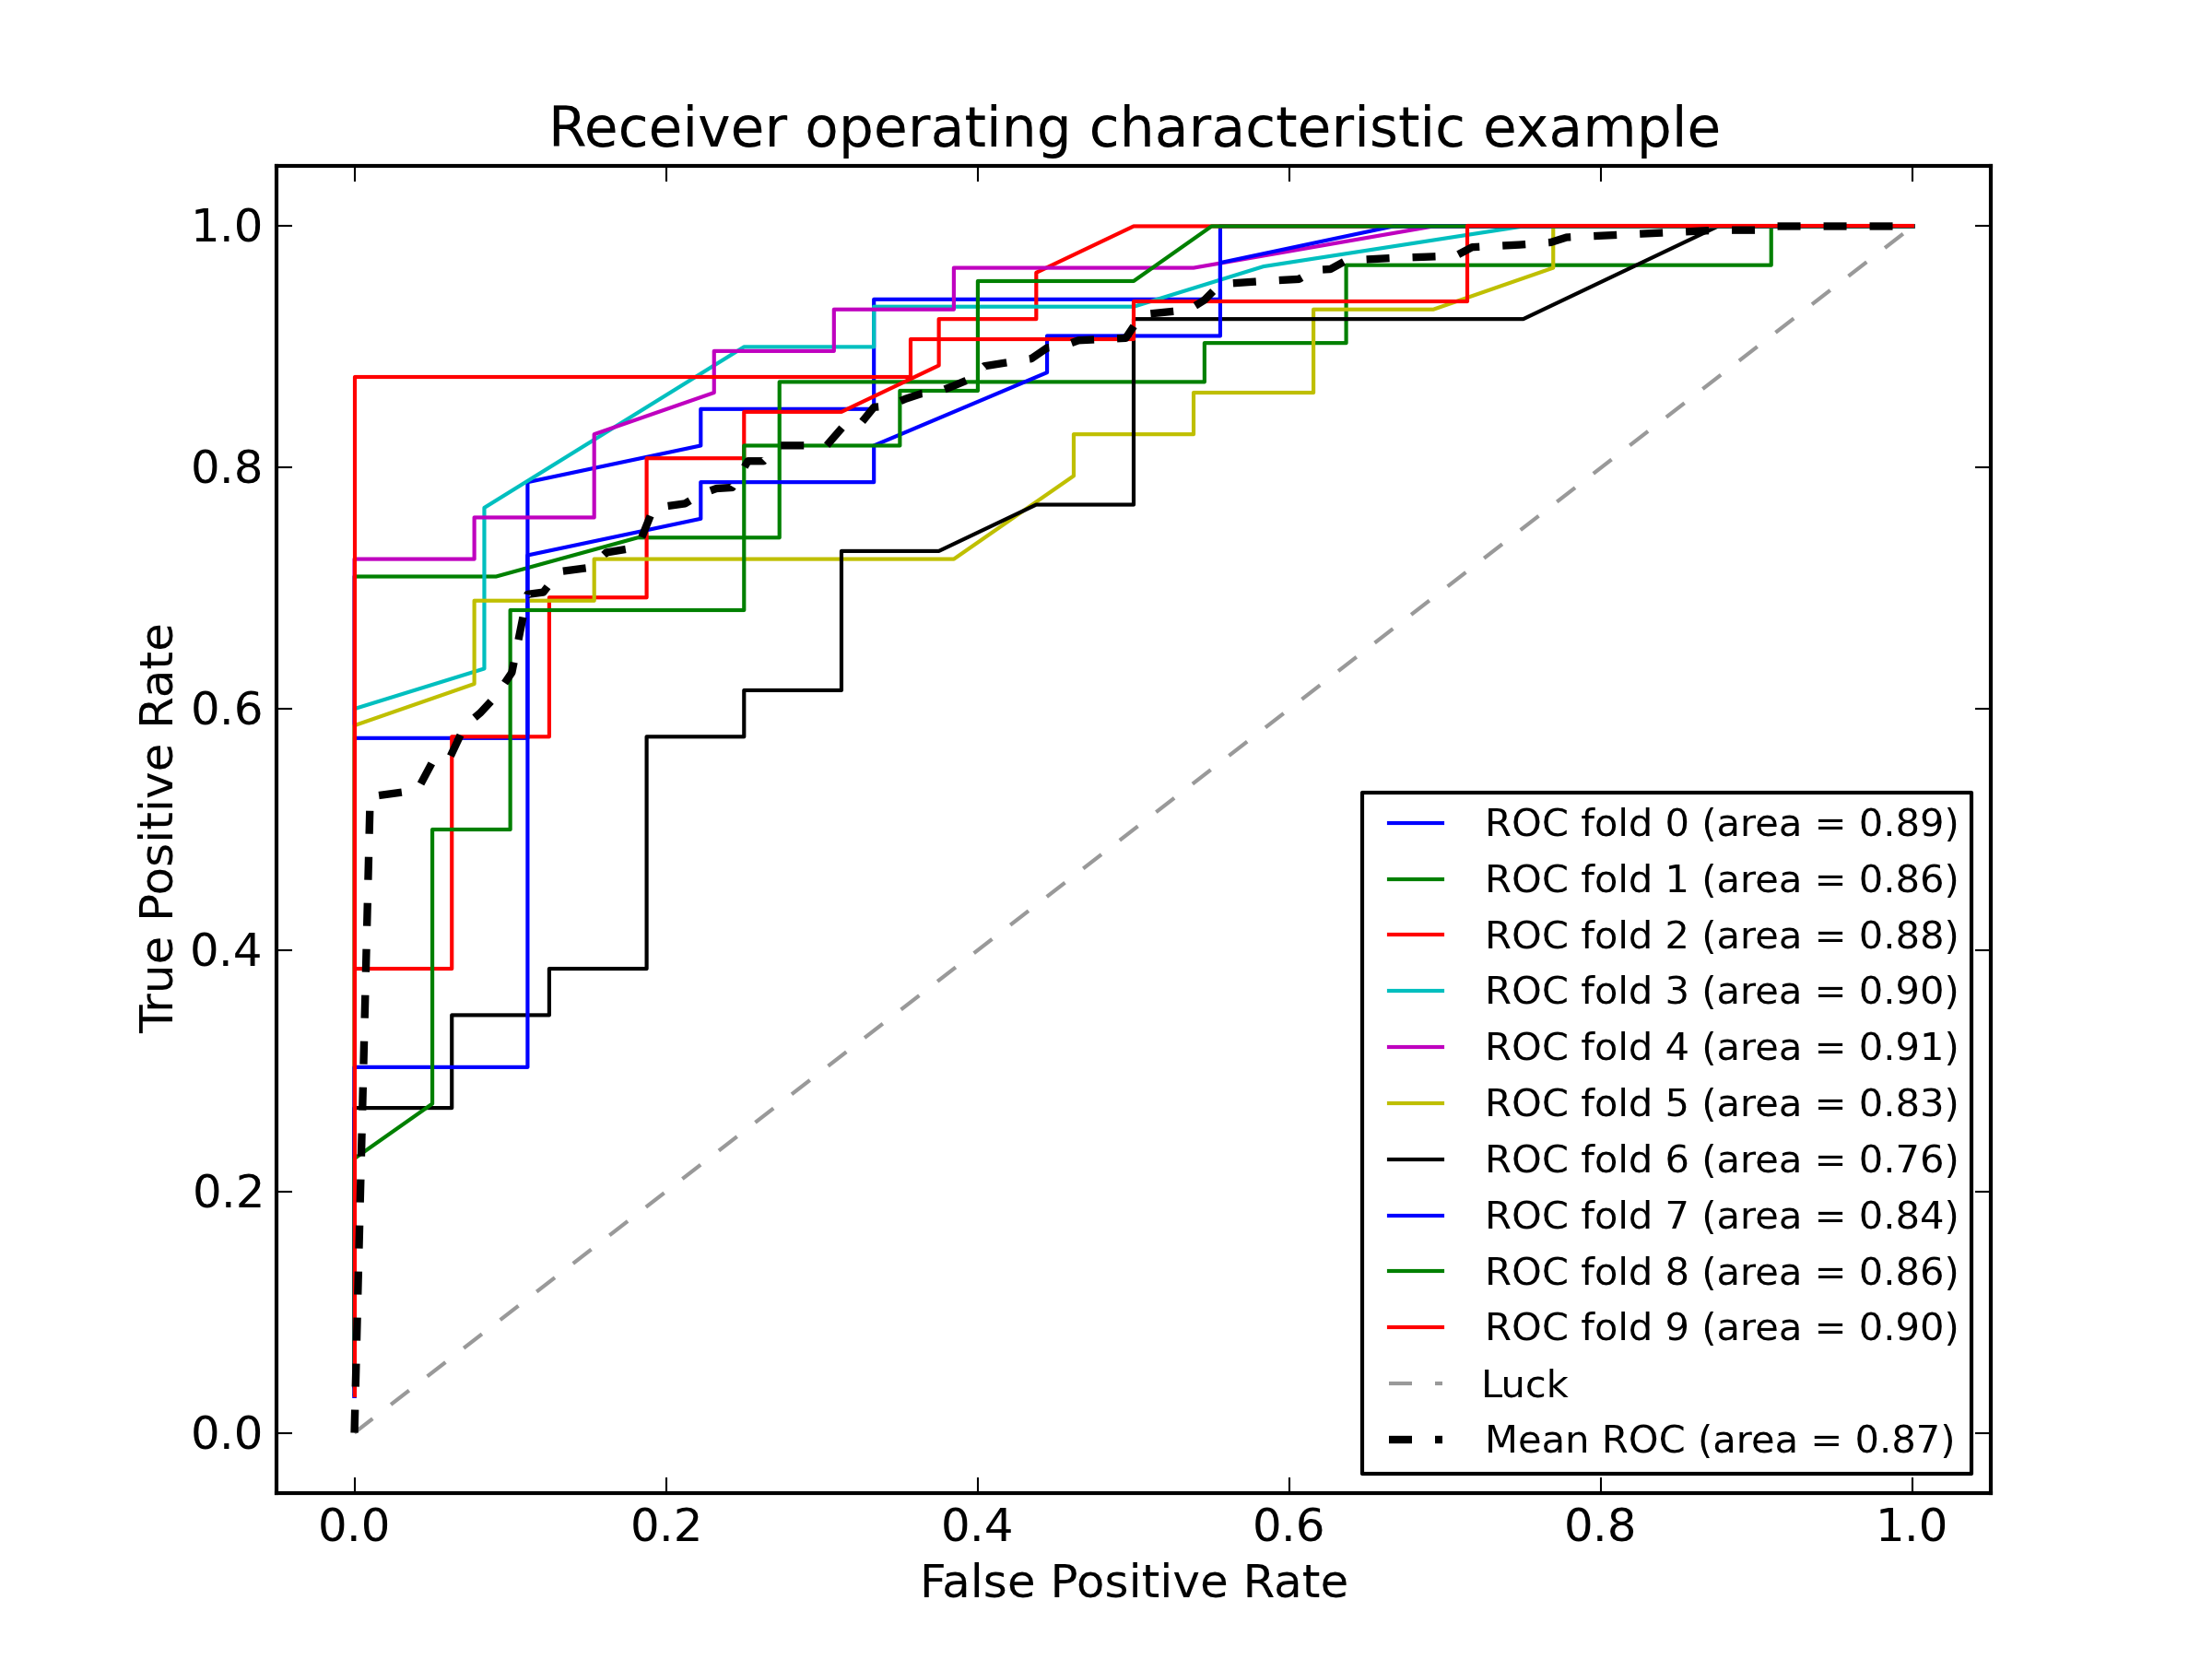 Receiver operating characteristic example
1.0
0.8
0.6
0.4
0.2
0.0
True Positive Rate
0.0 0.2 0.4 0.6 0.8 1.0
False Positive Rate
ROC fold 0 (area = 0.89)
ROC fold 1 (area = 0.86)
ROC fold 2 (area = 0.88)
ROC fold 3 (area = 0.90)
ROC fold 4 (area = 0.91)
ROC fold 5 (area = 0.83)
ROC fold 6 (area = 0.76)
ROC fold 7 (area = 0.84)
ROC fold 8 (area = 0.86)
ROC fold 9 (area = 0.90)
Luck
Mean ROC (area = 0.87)